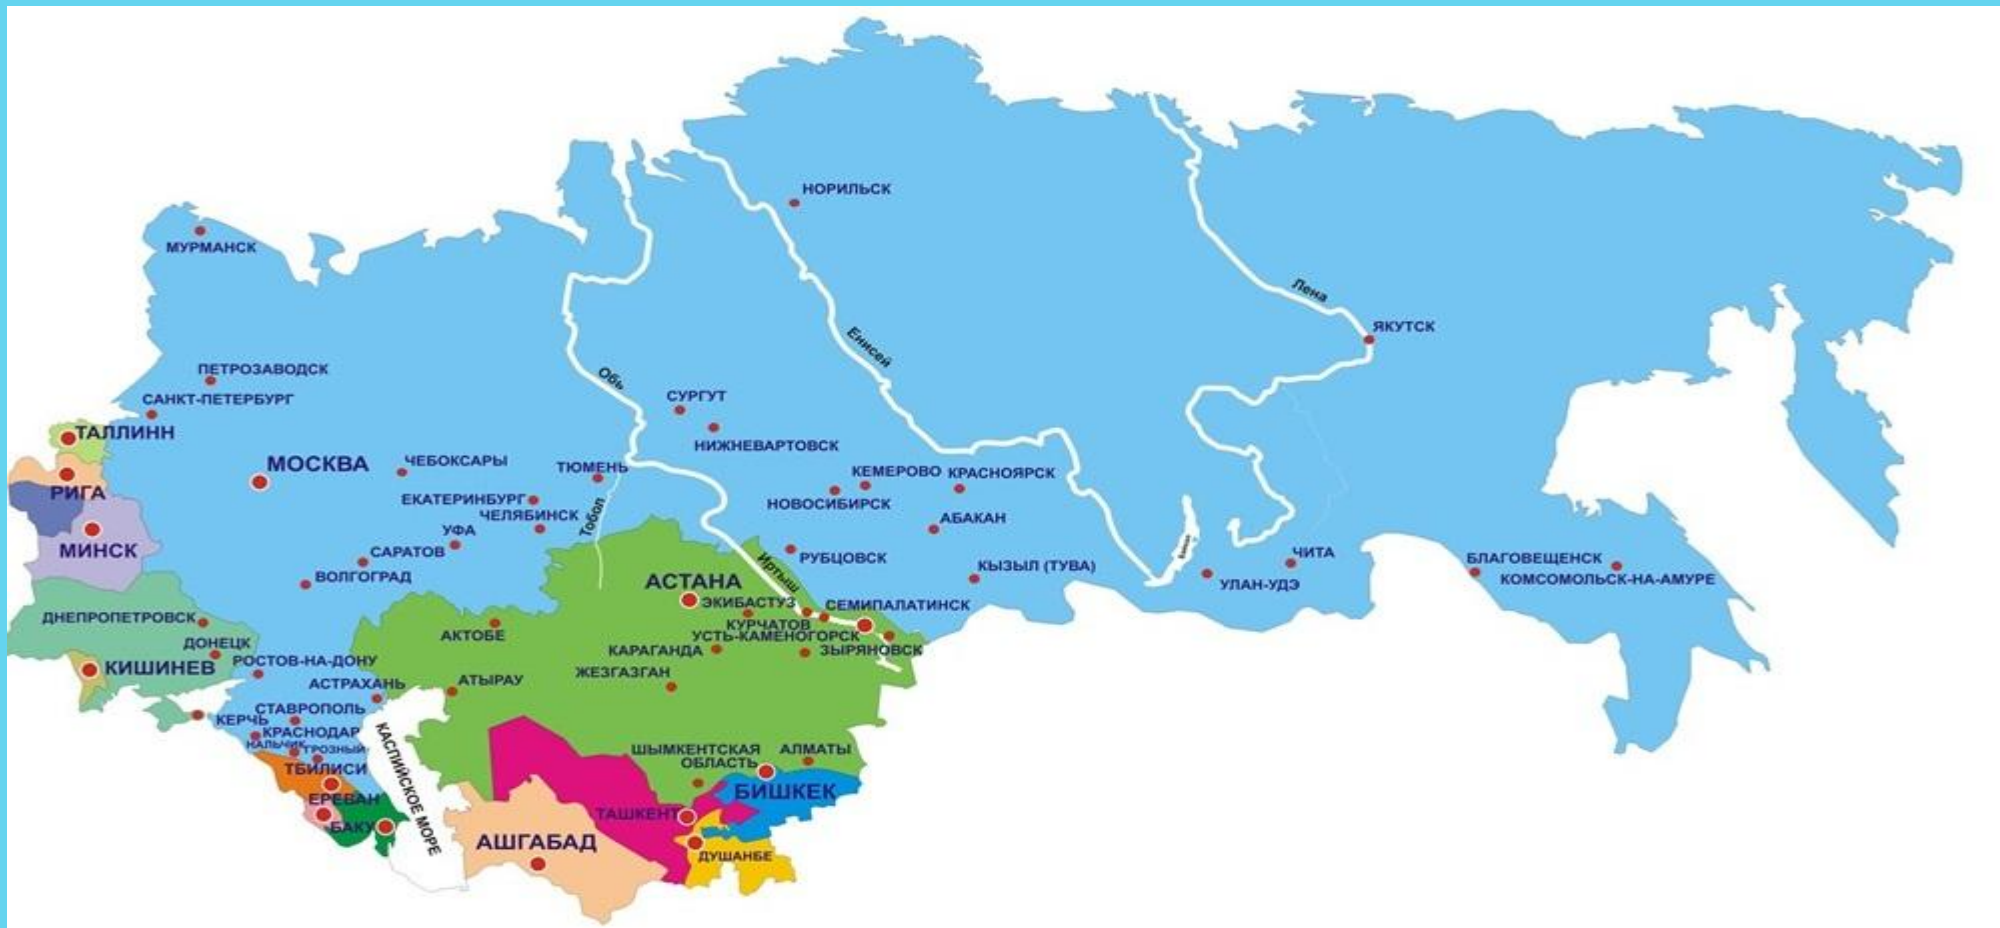 НОРИЛЬСК
МУРМАНСК
Лена
ЯКУТСК
Енисей
ПЕТРОЗАВОДСК
Обь
САНКТ-ПЕТЕРБУРГ
СУРГУТ
ТАЛЛИНН
НИЖНЕВАРТОВСК
МОСКВА
ЧЕБОКСАРЫ
ТЮМЕНЬ
КЕМЕРОВО
КРАСНОЯРСК
РИГА
ЕКАТЕРИНБУРГ
НОВОСИБИРСК
ЧЕЛЯБИНСК
Тобол
АБАКАН
УФА
МИНСК
САРАТОВ
РУБЦОВСК
ЧИТА
БЛАГОВЕЩЕНСК
ВОЛГОГРАД
Иртыш
КЫЗЫЛ (ТУВА)
УЛАН-УДЭ
КОМСОМОЛЬСК-НА-АМУРЕ
АСТАНА
ЭКИБАСТУЗ
СЕМИПАЛАТИНСК
ДНЕПРОПЕТРОВСК
КУРЧАТОВ
АКТОБЕ
УСТЬ-КАМЕНОГОРСК
ДОНЕЦК
КАРАГАНДА
ЗЫРЯНОВСК
КИШИНЕВ
РОСТОВ-НА-ДОНУ
ЖЕЗГАЗГАН
АСТРАХАНЬ
АТЫРАУ
СТАВРОПОЛЬ
КЕРЧЬ
КРАСНОДАР
НАЛЬЧИК
ГРОЗНЫЙ
КАСПИЙСКОЕ МОРЕ
ШЫМКЕНТСКАЯ
ОБЛАСТЬ
АЛМАТЫ
ТБИЛИСИ
БИШКЕК
ЕРЕВАН
ТАШКЕНТ
БАКУ
АШГАБАД
ДУШАНБЕ